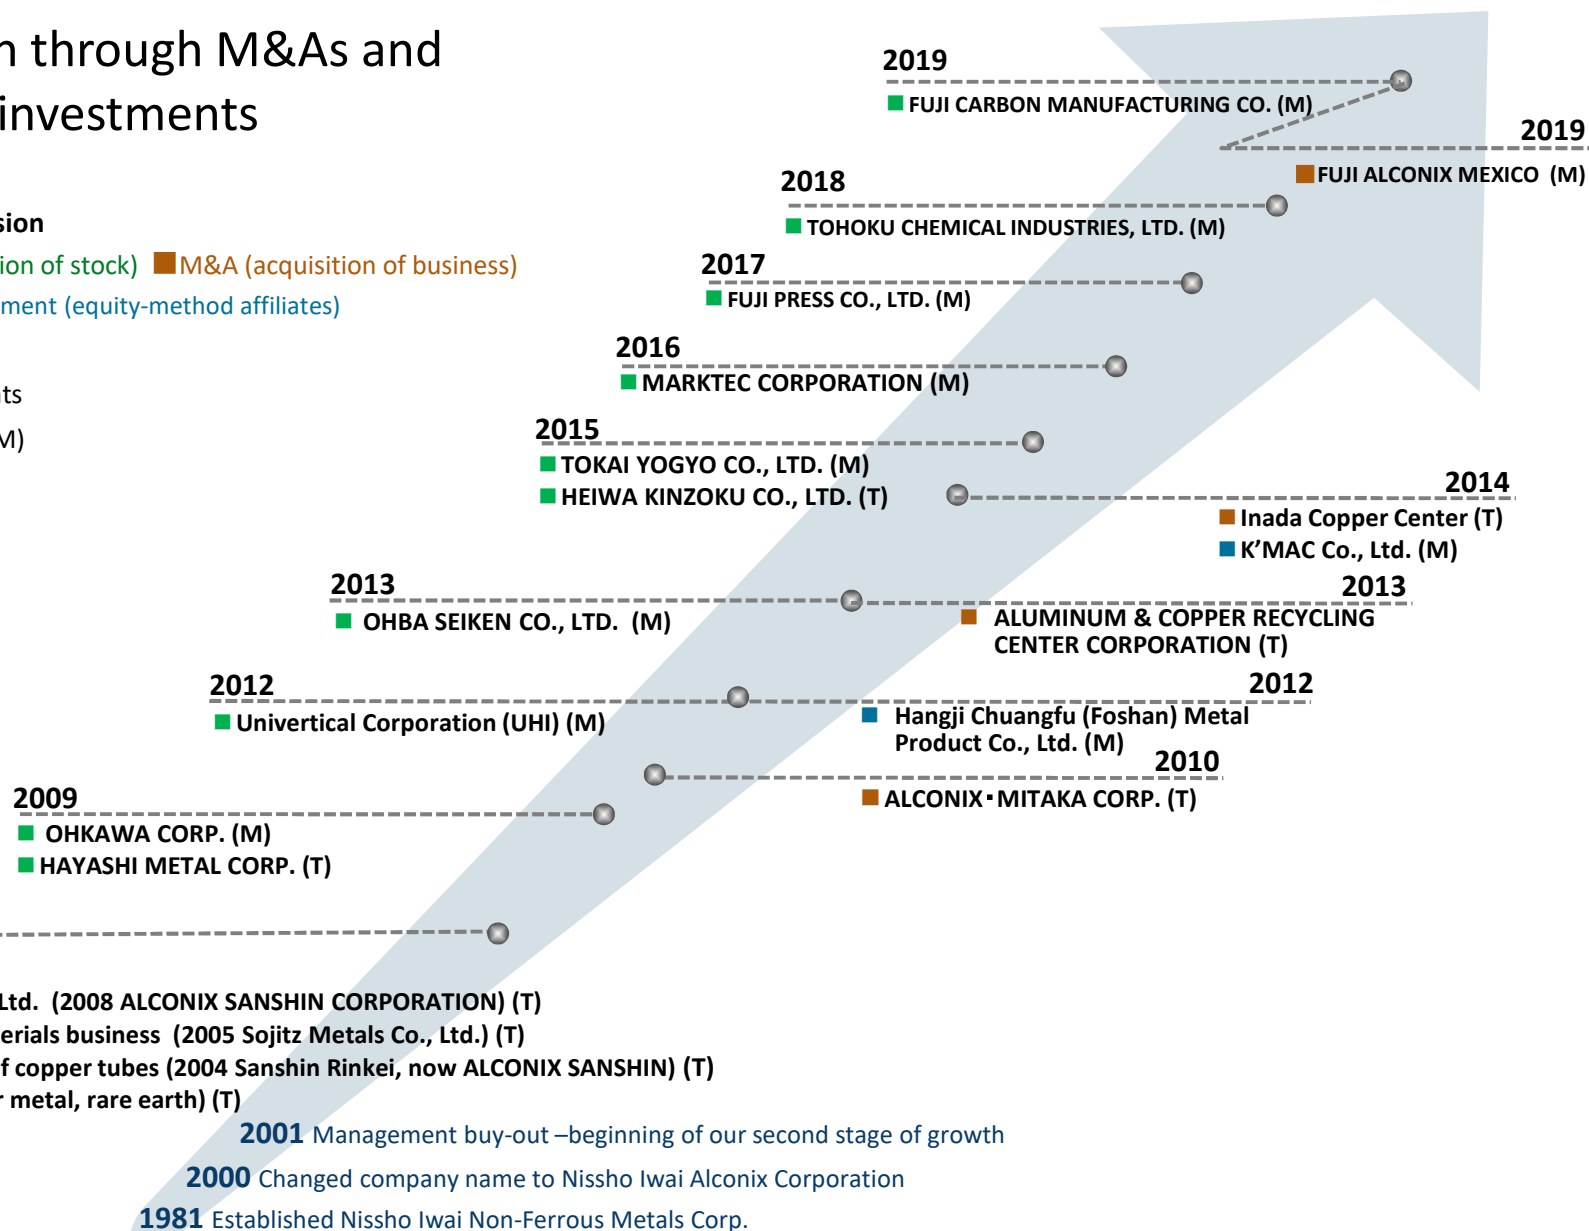 n through M&As and
investments
sion
ion of stock) M&A (acquisition of business)
ment (equity-method affiliates)
nts
M)
2019
FUJI CARBON MANUFACTURING CO. (M)
2019
FUJI ALCONIX MEXICO (M)
2018
TOHOKU CHEMICAL INDUSTRIES, LTD. (M)
2017
FUJI PRESS CO., LTD. (M)
2016
MARKTEC CORPORATION (M)
2015
TOKAI YOGYO CO., LTD. (M)
HEIWA KINZOKU CO., LTD. (T)
2014
Inada Copper Center (T)
K’MAC Co., Ltd. (M)
2013
OHBA SEIKEN CO., LTD. (M)
2013
ALUMINUM & COPPER RECYCLING
CENTER CORPORATION (T)
2012
Univertical Corporation (UHI) (M)
2012
Hangji Chuangfu (Foshan) Metal
Product Co., Ltd. (M)
2010
ALCONIX・MITAKA CORP. (T)
2009
OHKAWA CORP. (M)
HAYASHI METAL CORP. (T)
Ltd. (2008 ALCONIX SANSHIN CORPORATION) (T)
erials business (2005 Sojitz Metals Co., Ltd.) (T)
f copper tubes (2004 Sanshin Rinkei, now ALCONIX SANSHIN) (T)
r metal, rare earth) (T)
2001 Management buy-out –beginning of our second stage of growth
2000 Changed company name to Nissho Iwai Alconix Corporation
1981 Established Nissho Iwai Non-Ferrous Metals Corp.